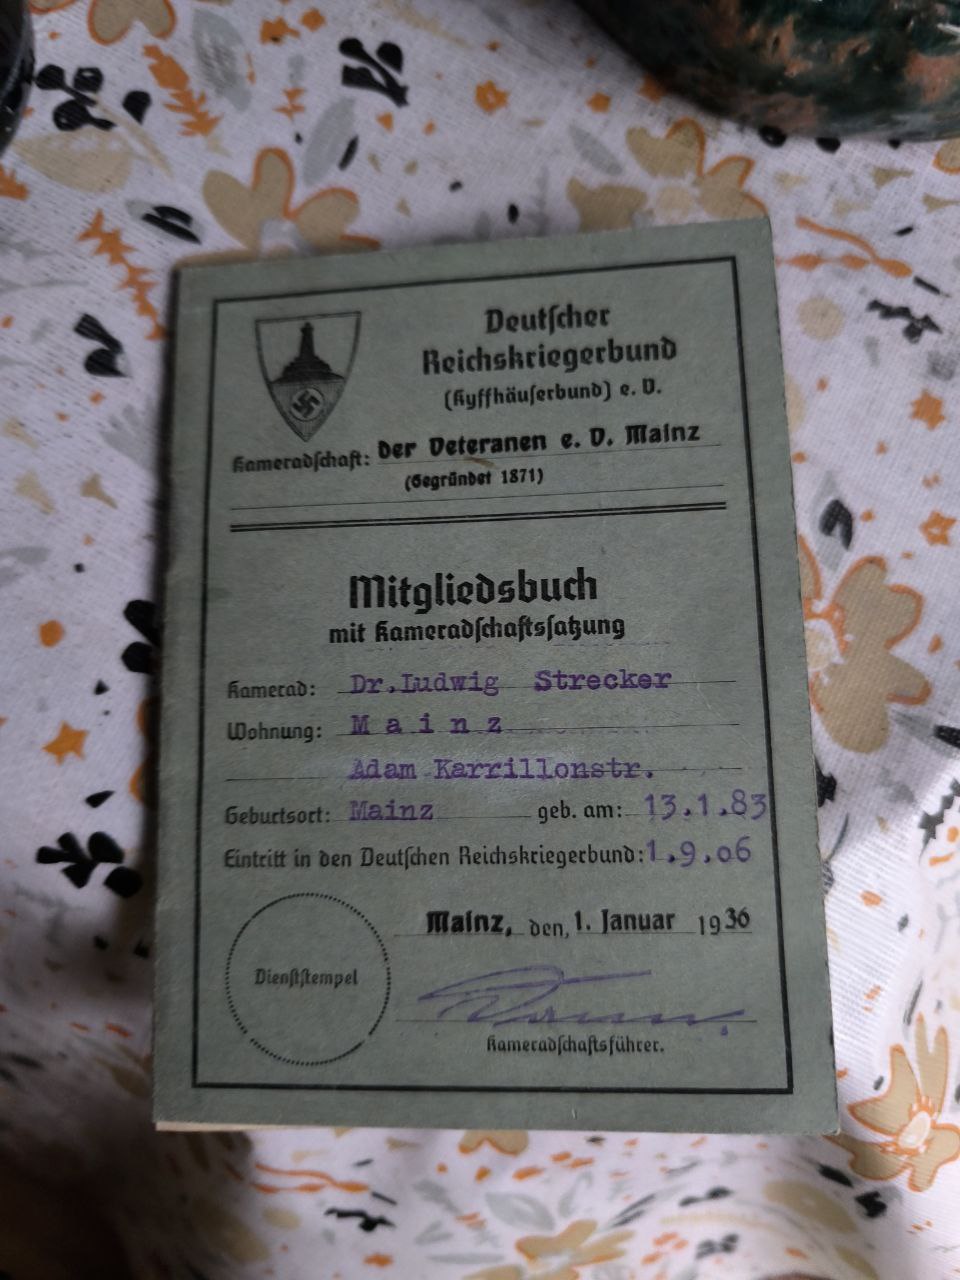 Deutſcher
Reichskriegerbund
(Kyffhäuſerbund) e. V.
Kameradſchaft: Der Veteranen e. V. Mainz
(Gegründet 1871)
Mitgliedsbuch
mit Kameradſchaftsſatzung
Kamerad: Dr.Ludwig Strecker
Wohnung: M a i n z
Adam Karrillonstr.
Geburtsort: Mainz geb. am: 13.1.83
Eintritt in den Deutſchen Reichskriegerbund: 1.9.06
Mainz, den, 1. Januar 1936
Dienſtſtempel
Kameradſchaftsführer.